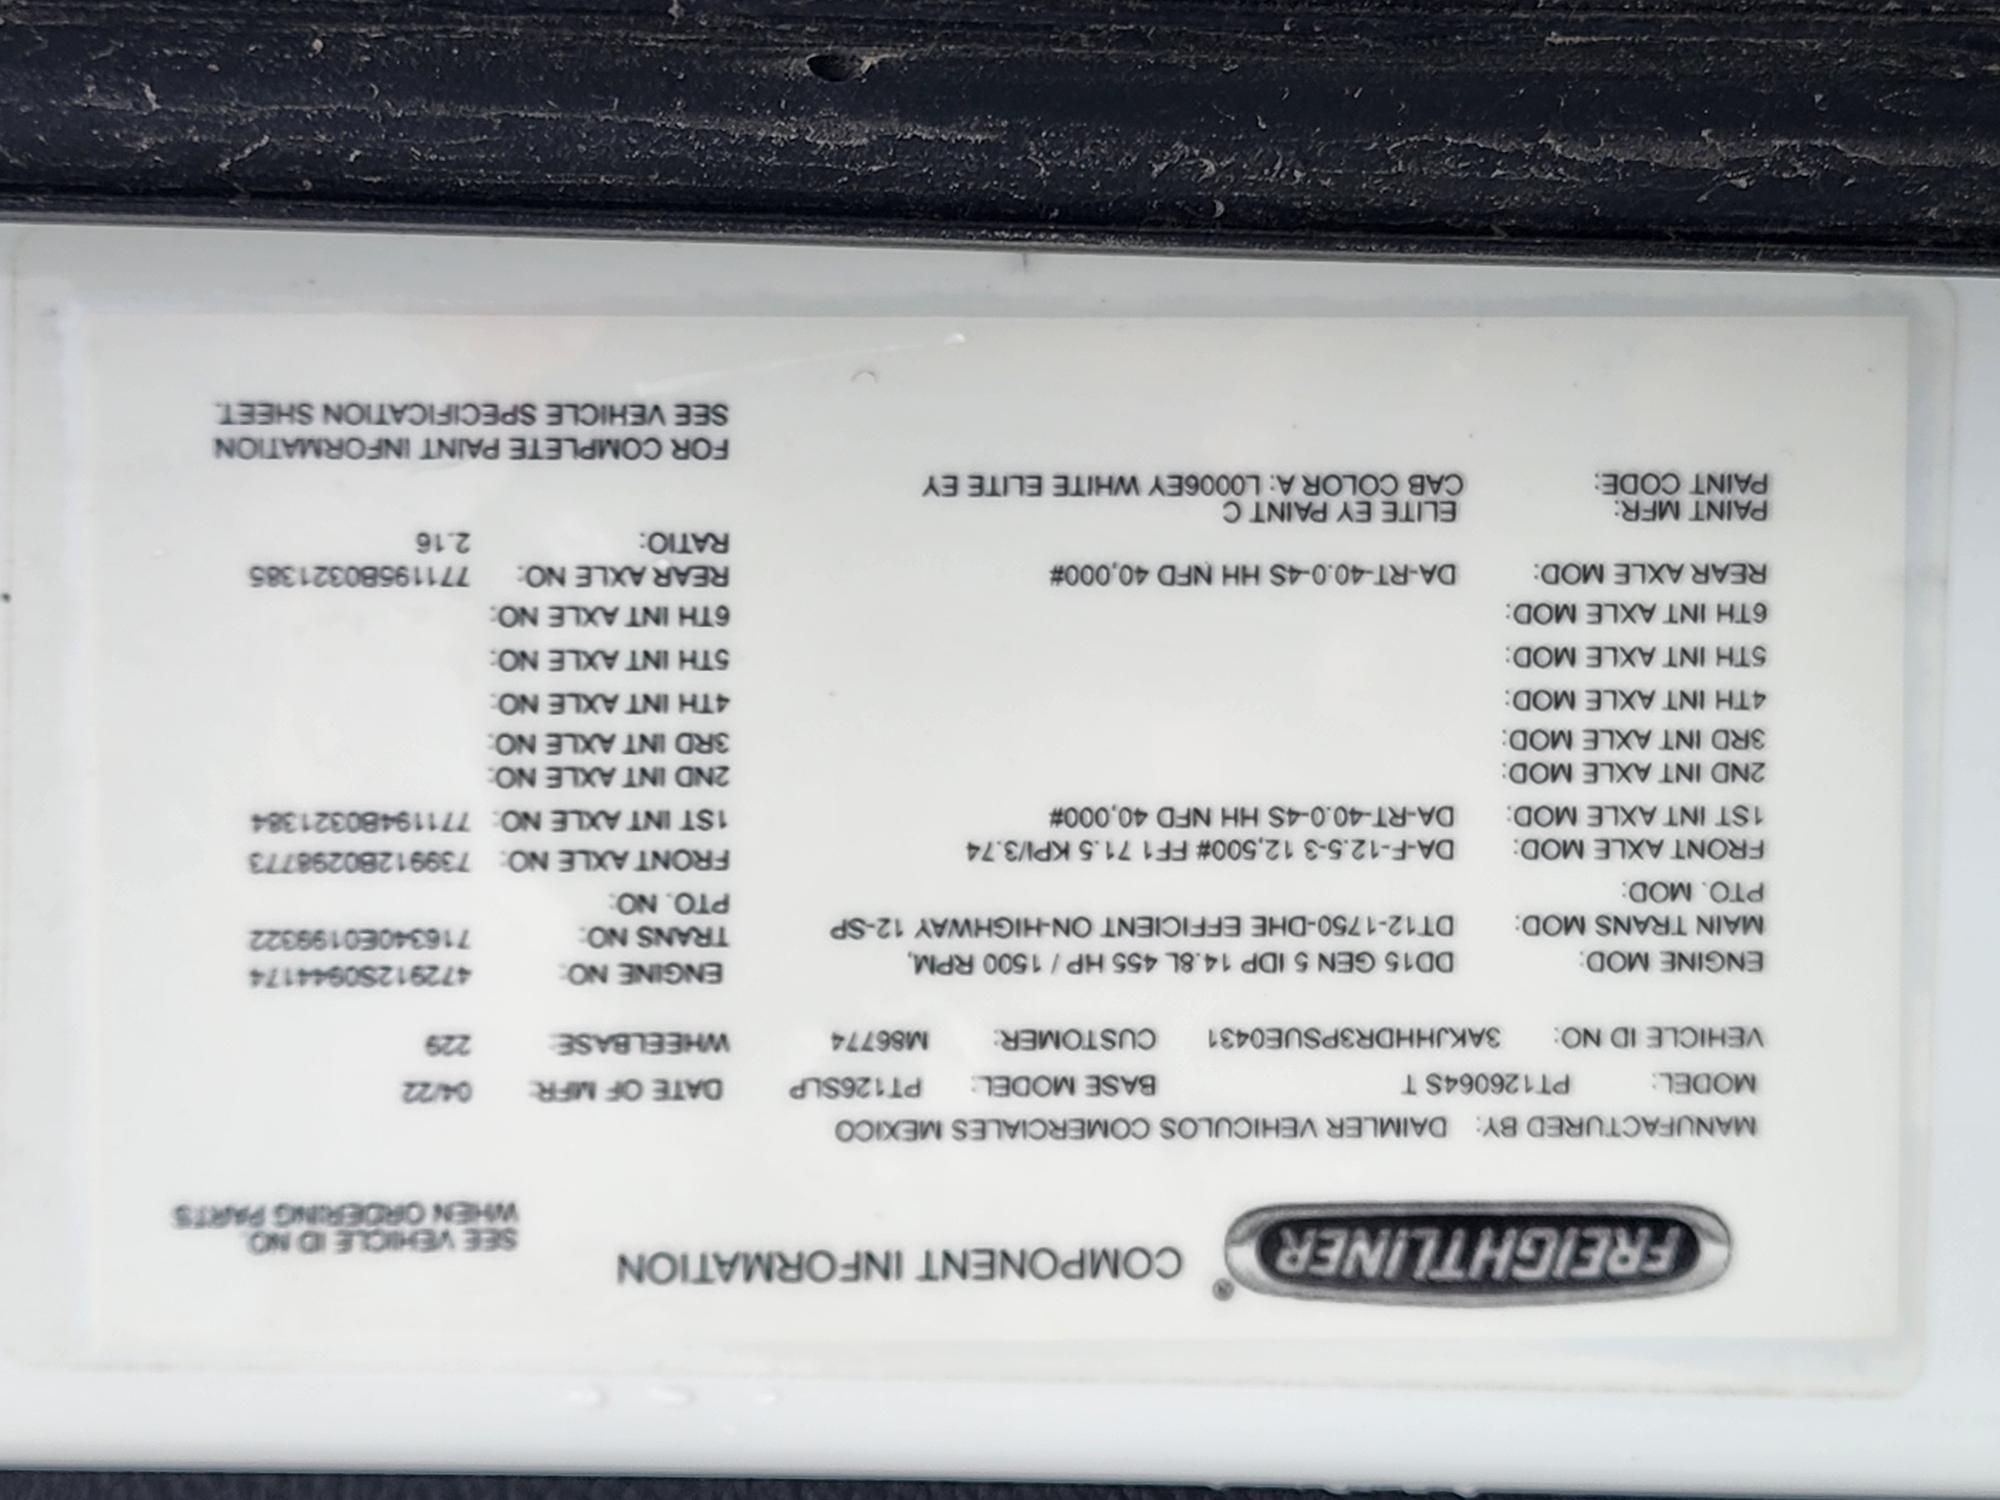 FREIGHTLINER ® COMPONENT INFORMATION
SEE VEHICLE ID NO.
WHEN ORDERING PARTS
MANUFACTURED BY: DAIMLER VEHICULOS COMERCIALES MEXICO
MODEL: PT126064S T BASE MODEL: PT126SLP DATE OF MFR: 04/22
VEHICLE ID NO: 3AKJHHDR3PSUE0431 CUSTOMER: M86774 WHEELBASE: 229
ENGINE MOD: DD15 GEN 5 IDP 14.8L 455 HP / 1500 RPM, ENGINE NO: 472912S0944174
MAIN TRANS MOD: DT12-1750-DHE EFFICIENT ON-HIGHWAY 12-SP TRANS NO: 716340E0199322
PTO. MOD: PTO. NO:
FRONT AXLE MOD: DA-F-12.5-3 12,500# FF1 71.5 KPI/3.74 FRONT AXLE NO: 739912B0298773
1ST INT AXLE MOD: DA-RT-40.0-4S HH NFD 40,000# 1ST INT AXLE NO: 771194B0321384
2ND INT AXLE MOD: 2ND INT AXLE NO:
3RD INT AXLE MOD: 3RD INT AXLE NO:
4TH INT AXLE MOD: 4TH INT AXLE NO:
5TH INT AXLE MOD: 5TH INT AXLE NO:
6TH INT AXLE MOD: 6TH INT AXLE NO:
REAR AXLE MOD: DA-RT-40.0-4S HH NFD 40,000# REAR AXLE NO: 771195B0321385
RATIO: 2.16
PAINT MFR: ELITE EY PAINT C
PAINT CODE: CAB COLOR A: L0006EY WHITE ELITE EY
FOR COMPLETE PAINT INFORMATION
SEE VEHICLE SPECIFICATION SHEET.